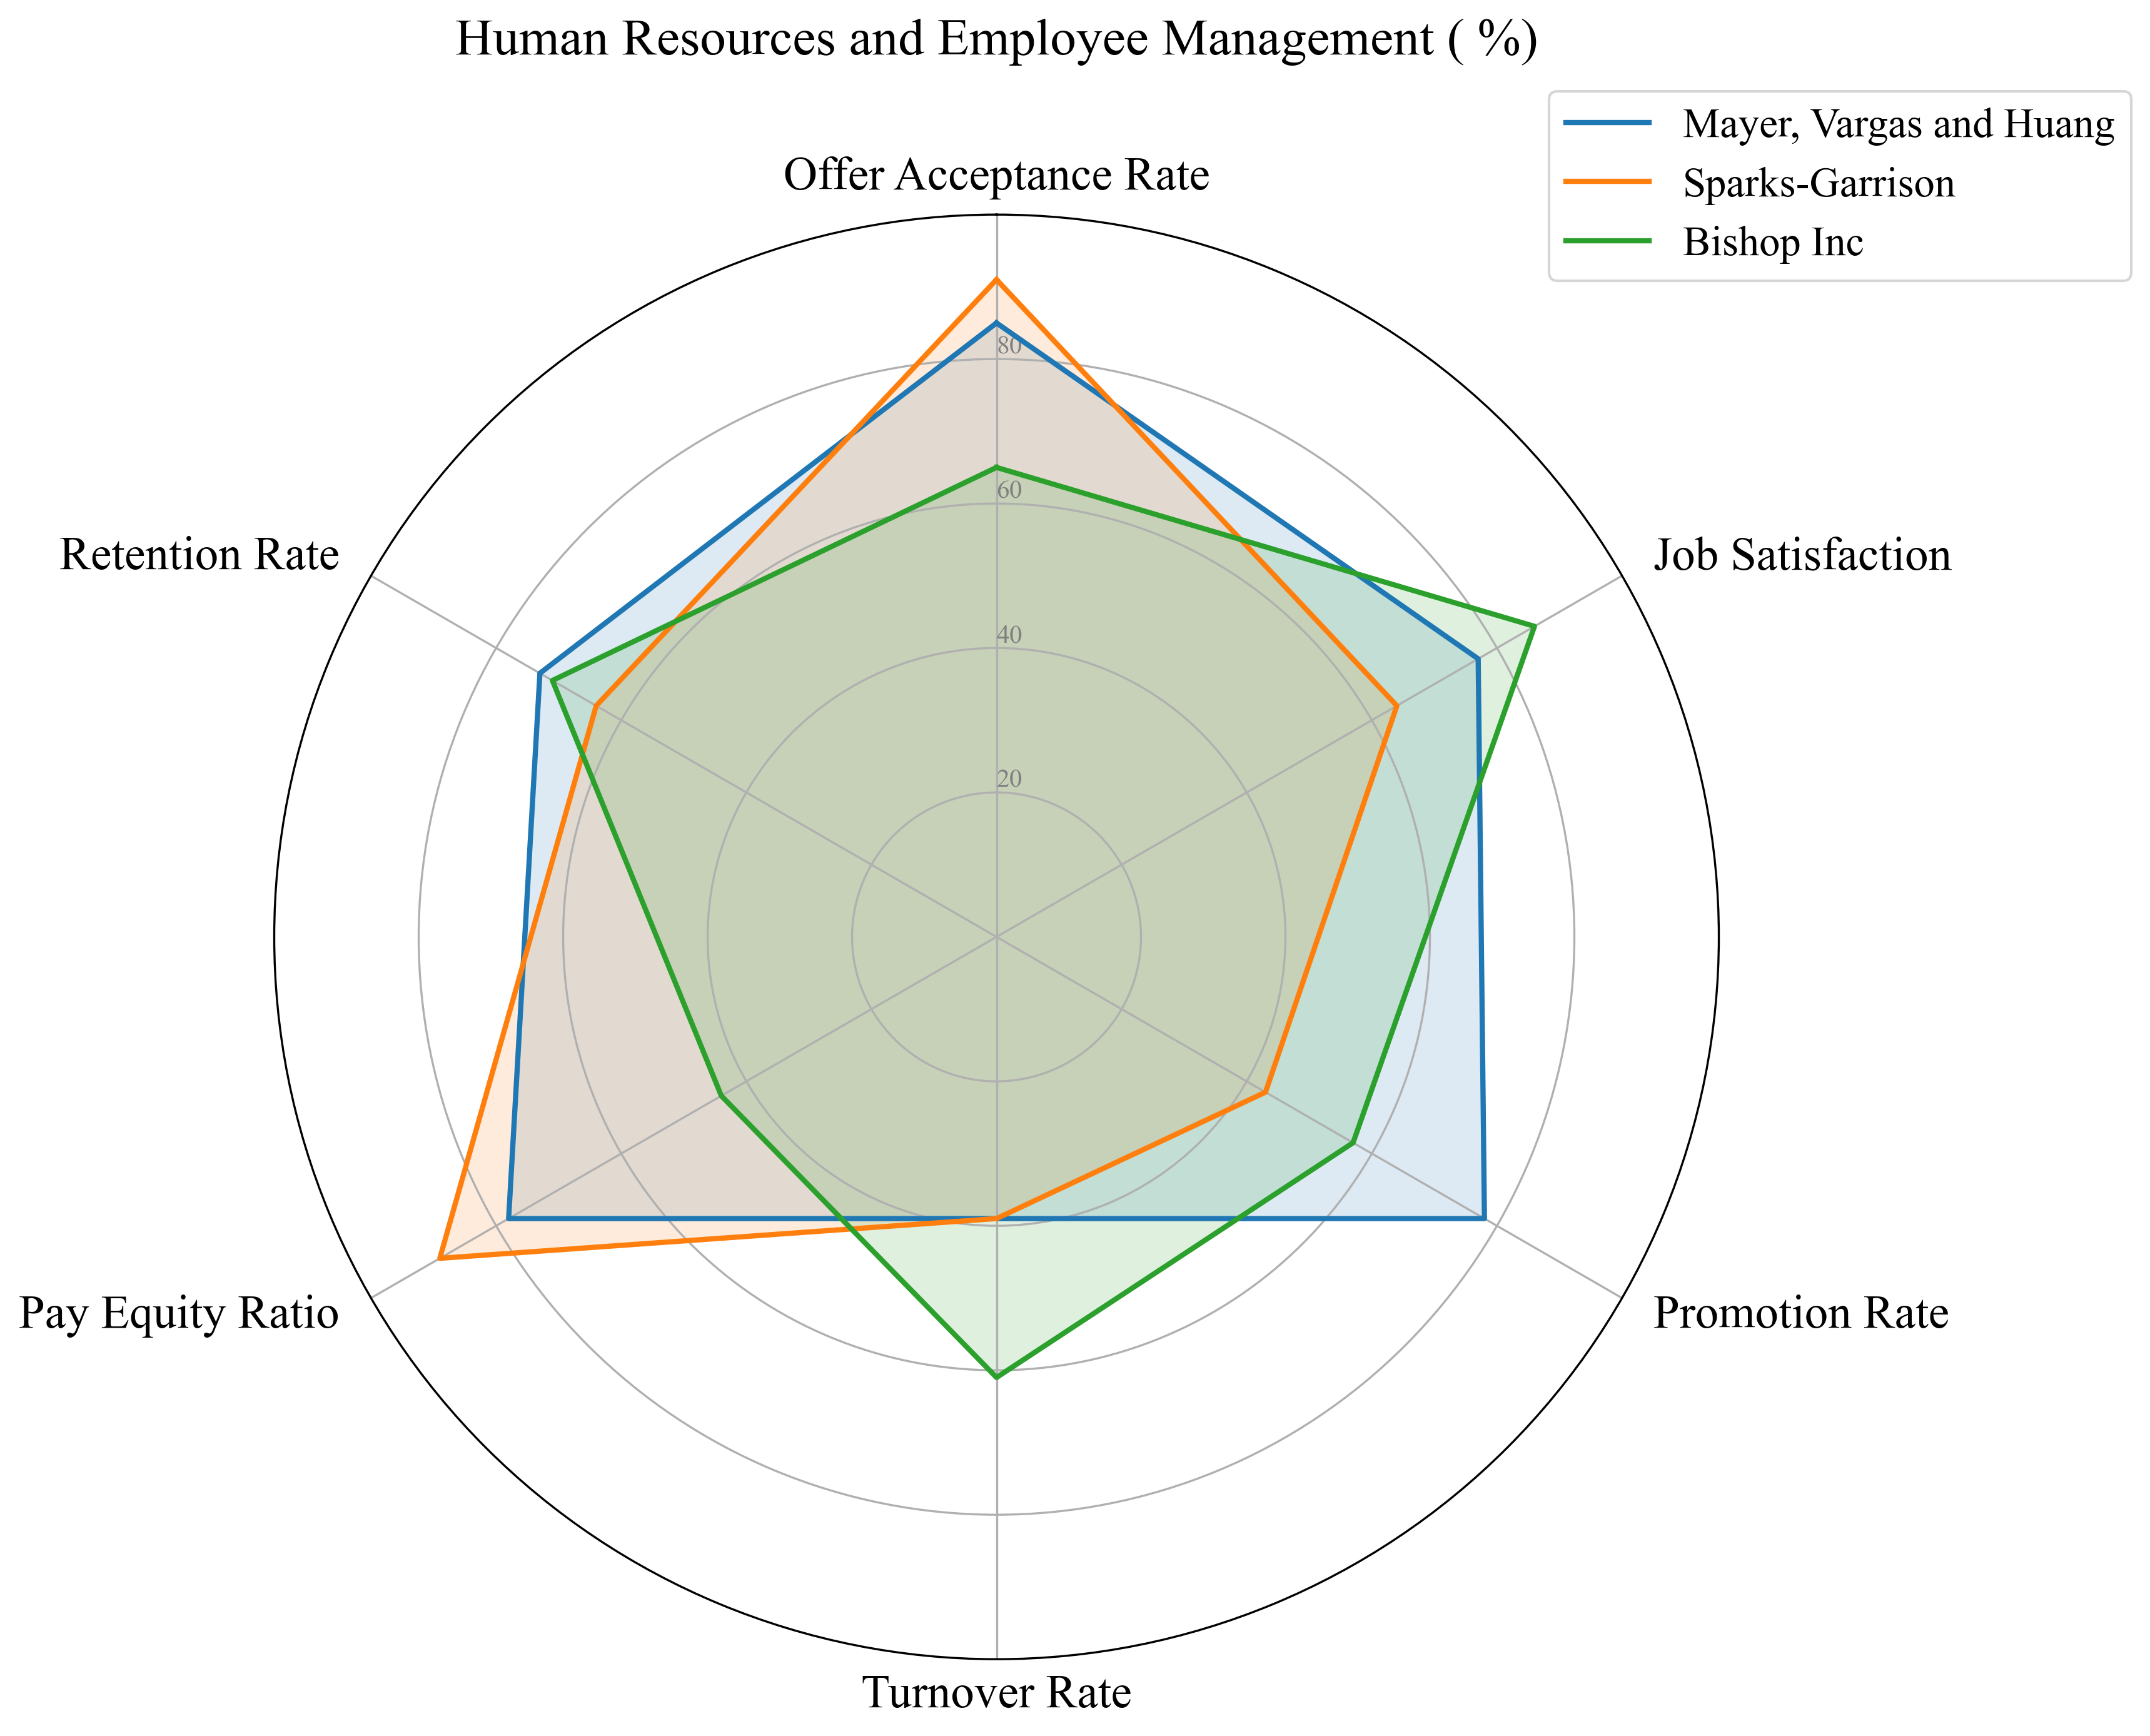 Human Resources and Employee Management ( %)
Mayer, Vargas and Huang
Sparks-Garrison
Bishop Inc
Offer Acceptance Rate
80
60
Retention Rate
Job Satisfaction
40
20
Pay Equity Ratio
Promotion Rate
Turnover Rate